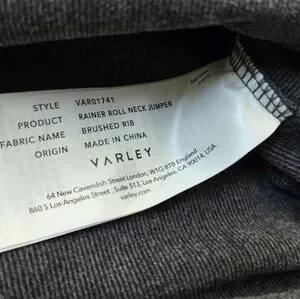 STYLE VAR01741
PRODUCT RAINER ROLL NECK JUMPER
FABRIC NAME BRUSHED RIB
ORIGIN MADE IN CHINA
VARLEY
64 New Cavendish Street London, W1G 8TB England
860 S Los Angeles Street, Suite 513, Los Angeles, CA 90014, USA
varley.com